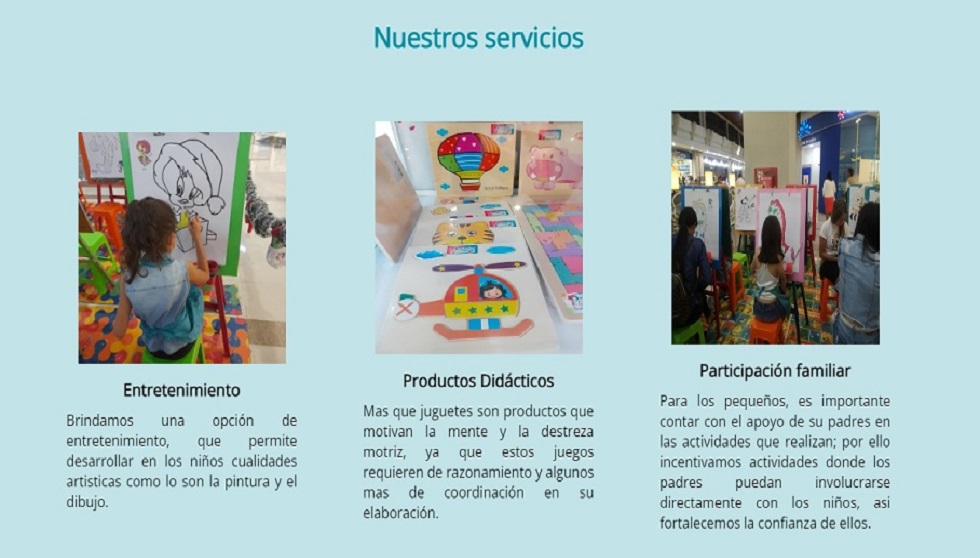 Nuestros servicios
Entretenimiento
Brindamos una opción de
entretenimiento, que permite
desarrollar en los niños cualidades
artisticas como lo son la pintura y el
dibujo.
Productos Didácticos
Mas que juguetes son productos que
motivan la mente y la destreza
motriz, ya que estos juegos
requieren de razonamiento y algunos
mas de coordinación en su
elaboración.
Participación familiar
Para los pequeños, es importante
contar con el apoyo de su padres en
las actividades que realizan; por ello
incentivamos actividades donde los
padres puedan involucrarse
directamente con los niños, asi
fortalecemos la confianza de ellos.